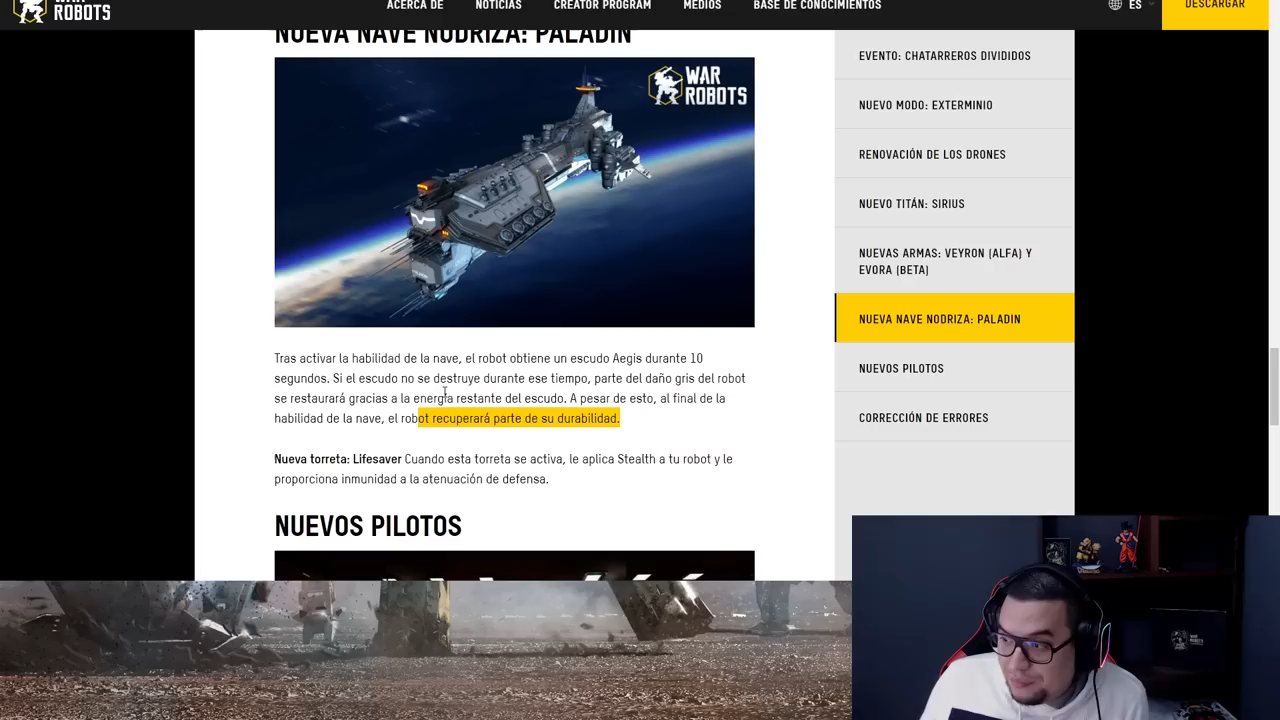 WAR
ROBOTS
ACERCA DE
NOTICIAS
CREATOR PROGRAM
MEDIOS
BASE DE CONOCIMIENTOS
ES
DESCARGAR
NUEVA NAVE NODRIZA: PALADIN
WAR
ROBOTS
Tras activar la habilidad de la nave, el robot obtiene un escudo Aegis durante 10
segundos. Si el escudo no se destruye durante ese tiempo, parte del daño gris del robot
se restaurará gracias a la energía restante del escudo. A pesar de esto, al final de la
habilidad de la nave, el robot recuperará parte de su durabilidad.
Nueva torreta: Lifesaver Cuando esta torreta se activa, le aplica Stealth a tu robot y le
proporciona inmunidad a la atenuación de defensa.
NUEVOS PILOTOS
EVENTO: CHATARREROS DIVIDIDOS
NUEVO MODO: EXTERMINIO
RENOVACIÓN DE LOS DRONES
NUEVO TITÁN: SIRIUS
NUEVAS ARMAS: VEYRON (ALFA) Y
EVORA (BETA)
NUEVA NAVE NODRIZA: PALADIN
NUEVOS PILOTOS
CORRECCIÓN DE ERRORES
WAR
ROBOTS